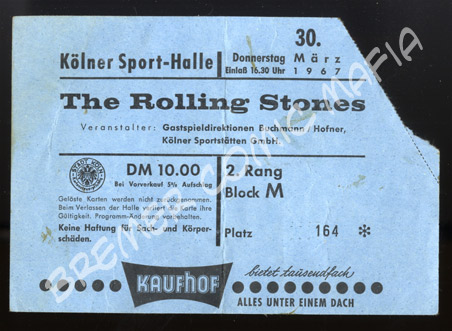 Kölner Sport-Halle
Donnerstag
Einlaß 16.30 Uhr
30.
März
1967
The Rolling Stones
Veranstalter: Gastspieldirektionen Buchmann/Hofner,
Kölner Sportstätten GmbH.
DM 10.00
Bei Vorverkauf 5% Aufschlag
Gelöste Karten werden nicht zurückgenommen.
Beim Verlassen der Halle verliert die Karte ihre
Gültigkeit. Programm-Änderung vorbehalten.
Keine Haftung für Sach- und Körper-
schäden.
2. Rang
Block M
Platz 164 *
KAUFHOF
bietet tausendfach
ALLES UNTER EINEM DACH
BREMER COMIC MAFIA